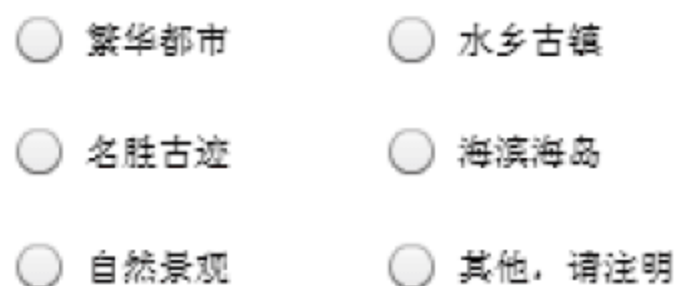 繁华都市
水乡古镇
名胜古迹
海滨海岛
自然景观
其他，请注明